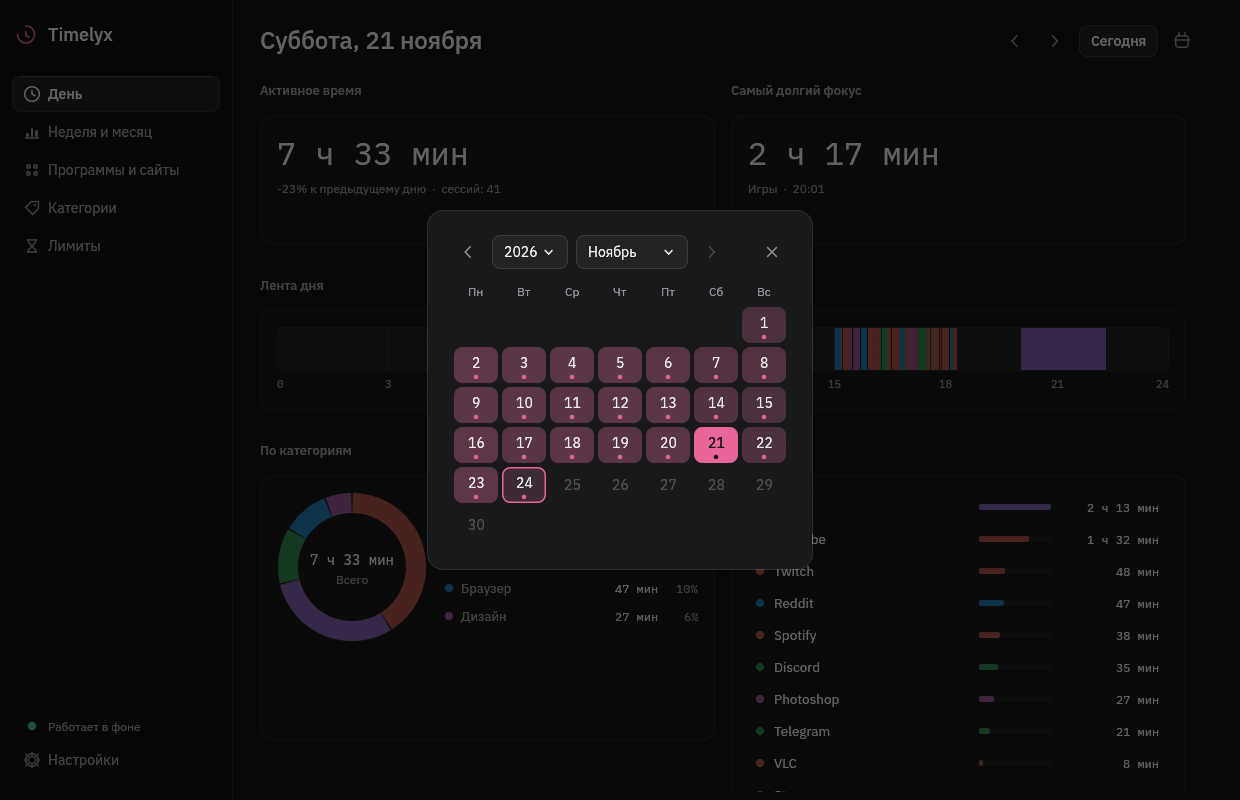 Timelyx
День
Неделя и месяц
Программы и сайты
Категории
Лимиты
Работает в фоне
Настройки
Суббота, 21 ноября
Сегодня
Активное время
7 ч 33 мин
-23% к предыдущему дню · сессий: 41
Самый долгий фокус
2 ч 17 мин
Игры · 20:01
2026 Ноябрь
Пн Вт Ср Чт Пт Сб Вс
1
2 3 4 5 6 7 8
9 10 11 12 13 14 15
16 17 18 19 20 21 22
23 24 25 26 27 28 29
30
Лента дня
0 3 15 18 21 24
По категориям
7 ч 33 мин
Всего
Браузер 47 мин 10%
Дизайн 27 мин 6%
2 ч 13 мин
be 1 ч 32 мин
Twitch 48 мин
Reddit 47 мин
Spotify 38 мин
Discord 35 мин
Photoshop 27 мин
Telegram 21 мин
VLC 8 мин